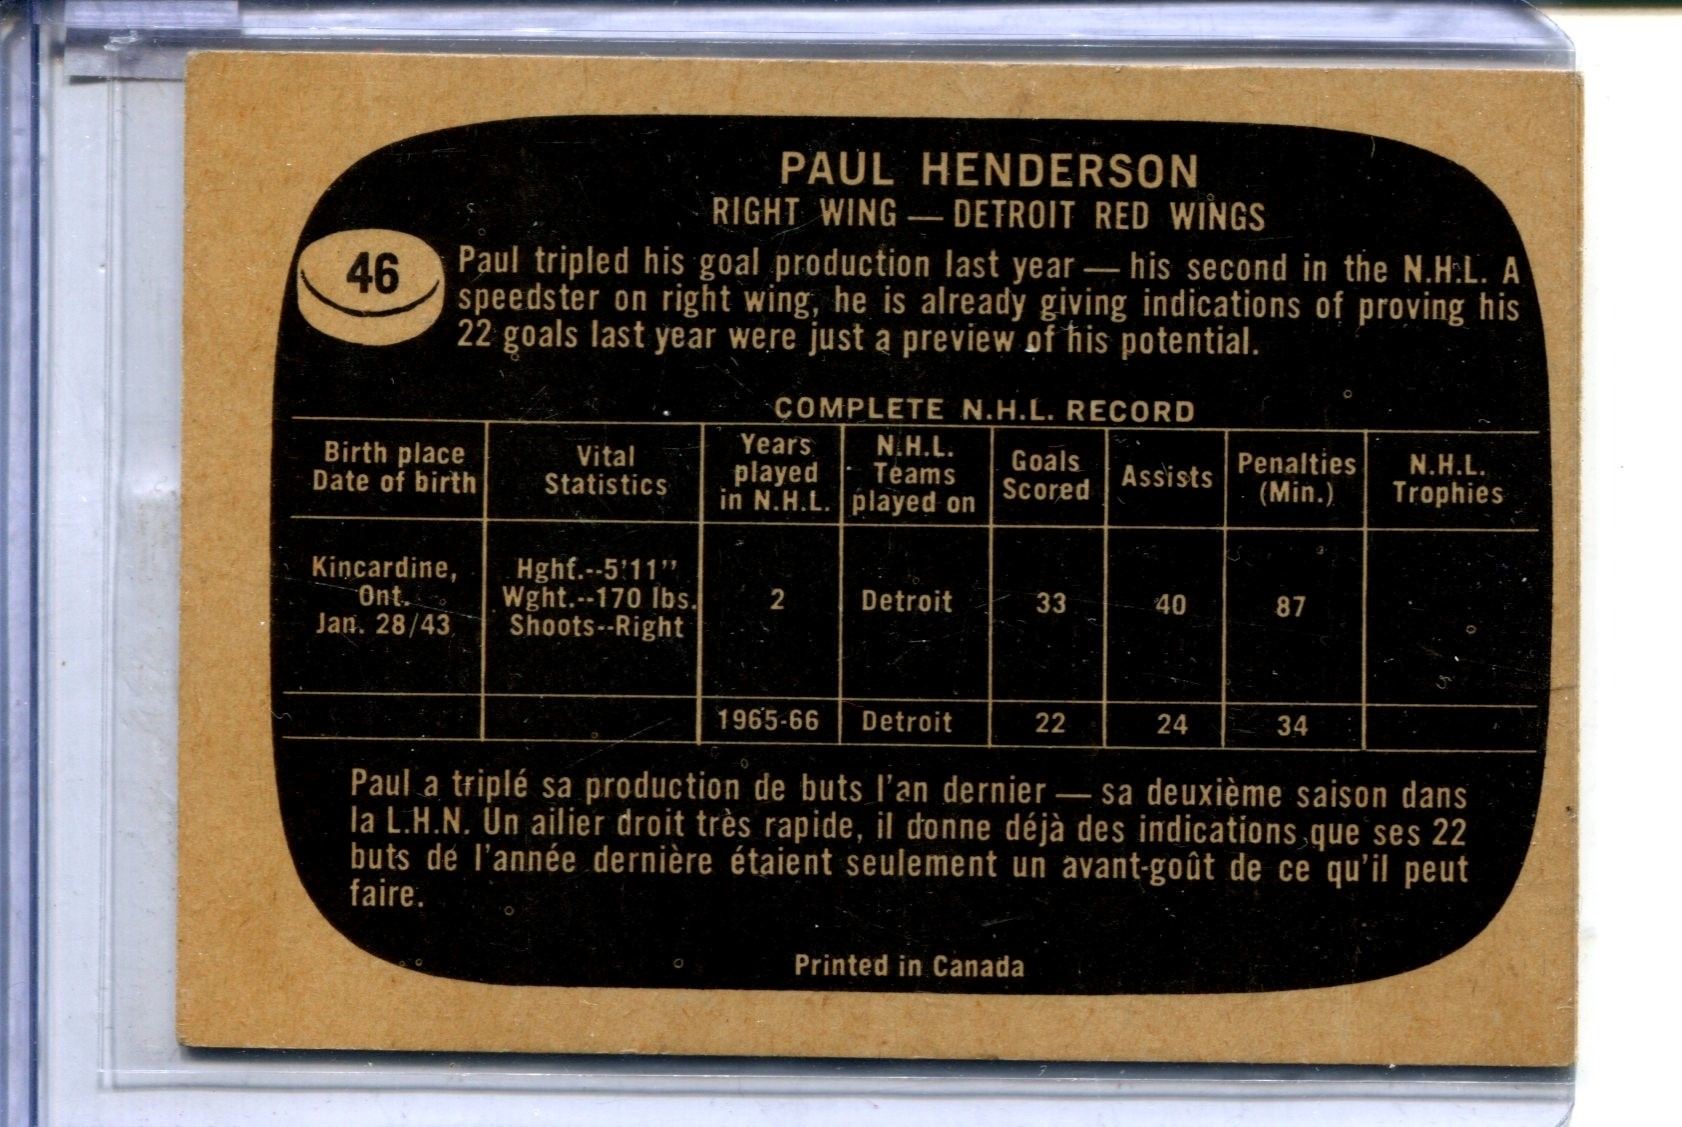 PAUL HENDERSON
RIGHT WING — DETROIT RED WINGS
46
Paul tripled his goal production last year — his second in the N.H.L. A
speedster on right wing, he is already giving indications of proving his
22 goals last year were just a preview of his potential.
COMPLETE N.H.L. RECORD
Birth place
Date of birth
Vital
Statistics
Years
played
in N.H.L.
N.H.L.
Teams
played on
Goals
Scored
Assists
Penalties
(Min.)
N.H.L.
Trophies
Kincardine,
Ont.
Jan. 28/43
Hght.--5'11''
Wght.--170 lbs.
Shoots--Right
2
Detroit
33
40
87
1965-66
Detroit
22
24
34
Paul a triplé sa production de buts l'an dernier — sa deuxième saison dans
la L.H.N. Un ailier droit très rapide, il donne déjà des indications que ses 22
buts de l'année dernière étaient seulement un avant-goût de ce qu'il peut
faire.
Printed in Canada